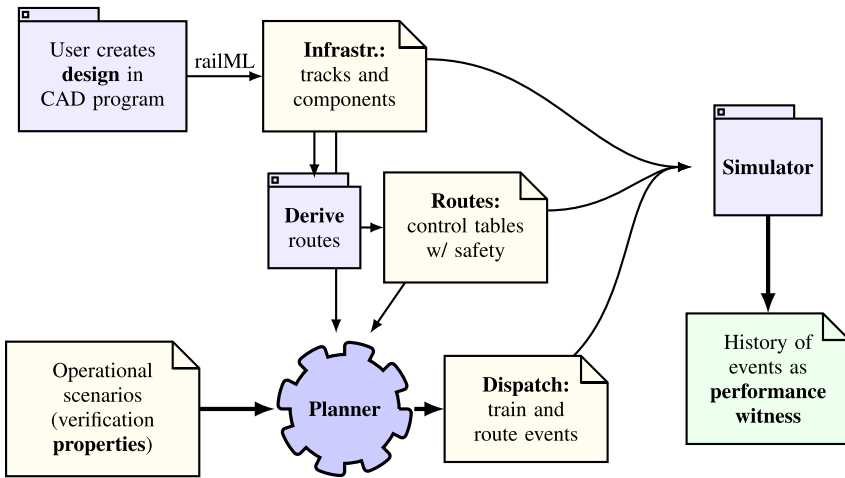 User creates
design in
CAD program
railML
Infrastr.:
tracks and
components
Derive
routes
Routes:
control tables
w/ safety
Simulator
Operational
scenarios
(verification
properties)
Planner
Dispatch:
train and
route events
History of
events as
performance
witness